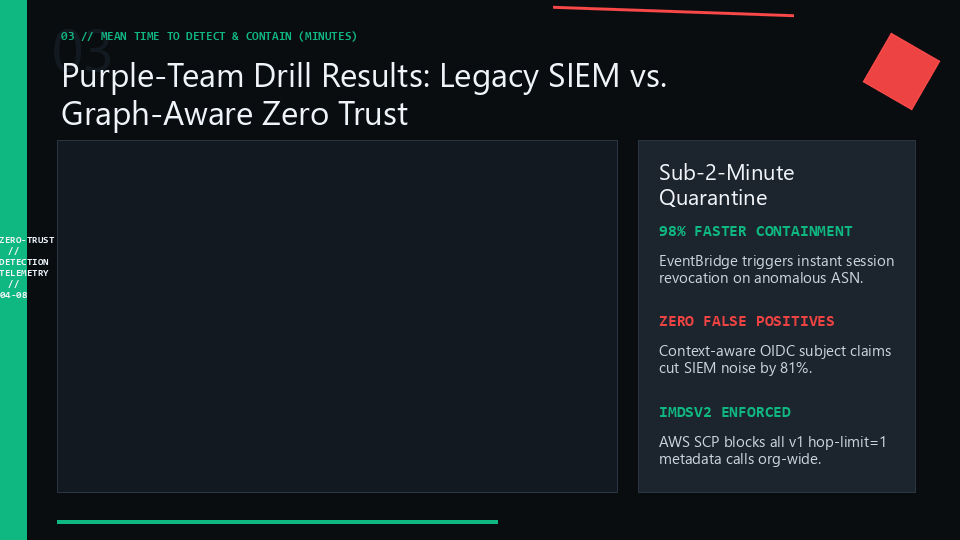 03
03 // MEAN TIME TO DETECT & CONTAIN (MINUTES)
Purple-Team Drill Results: Legacy SIEM vs.
Graph-Aware Zero Trust
ZERO-TRUST
//
DETECTION
TELEMETRY
//
04-08
Sub-2-Minute
Quarantine
98% FASTER CONTAINMENT
EventBridge triggers instant session
revocation on anomalous ASN.
ZERO FALSE POSITIVES
Context-aware OIDC subject claims
cut SIEM noise by 81%.
IMDSV2 ENFORCED
AWS SCP blocks all v1 hop-limit=1
metadata calls org-wide.